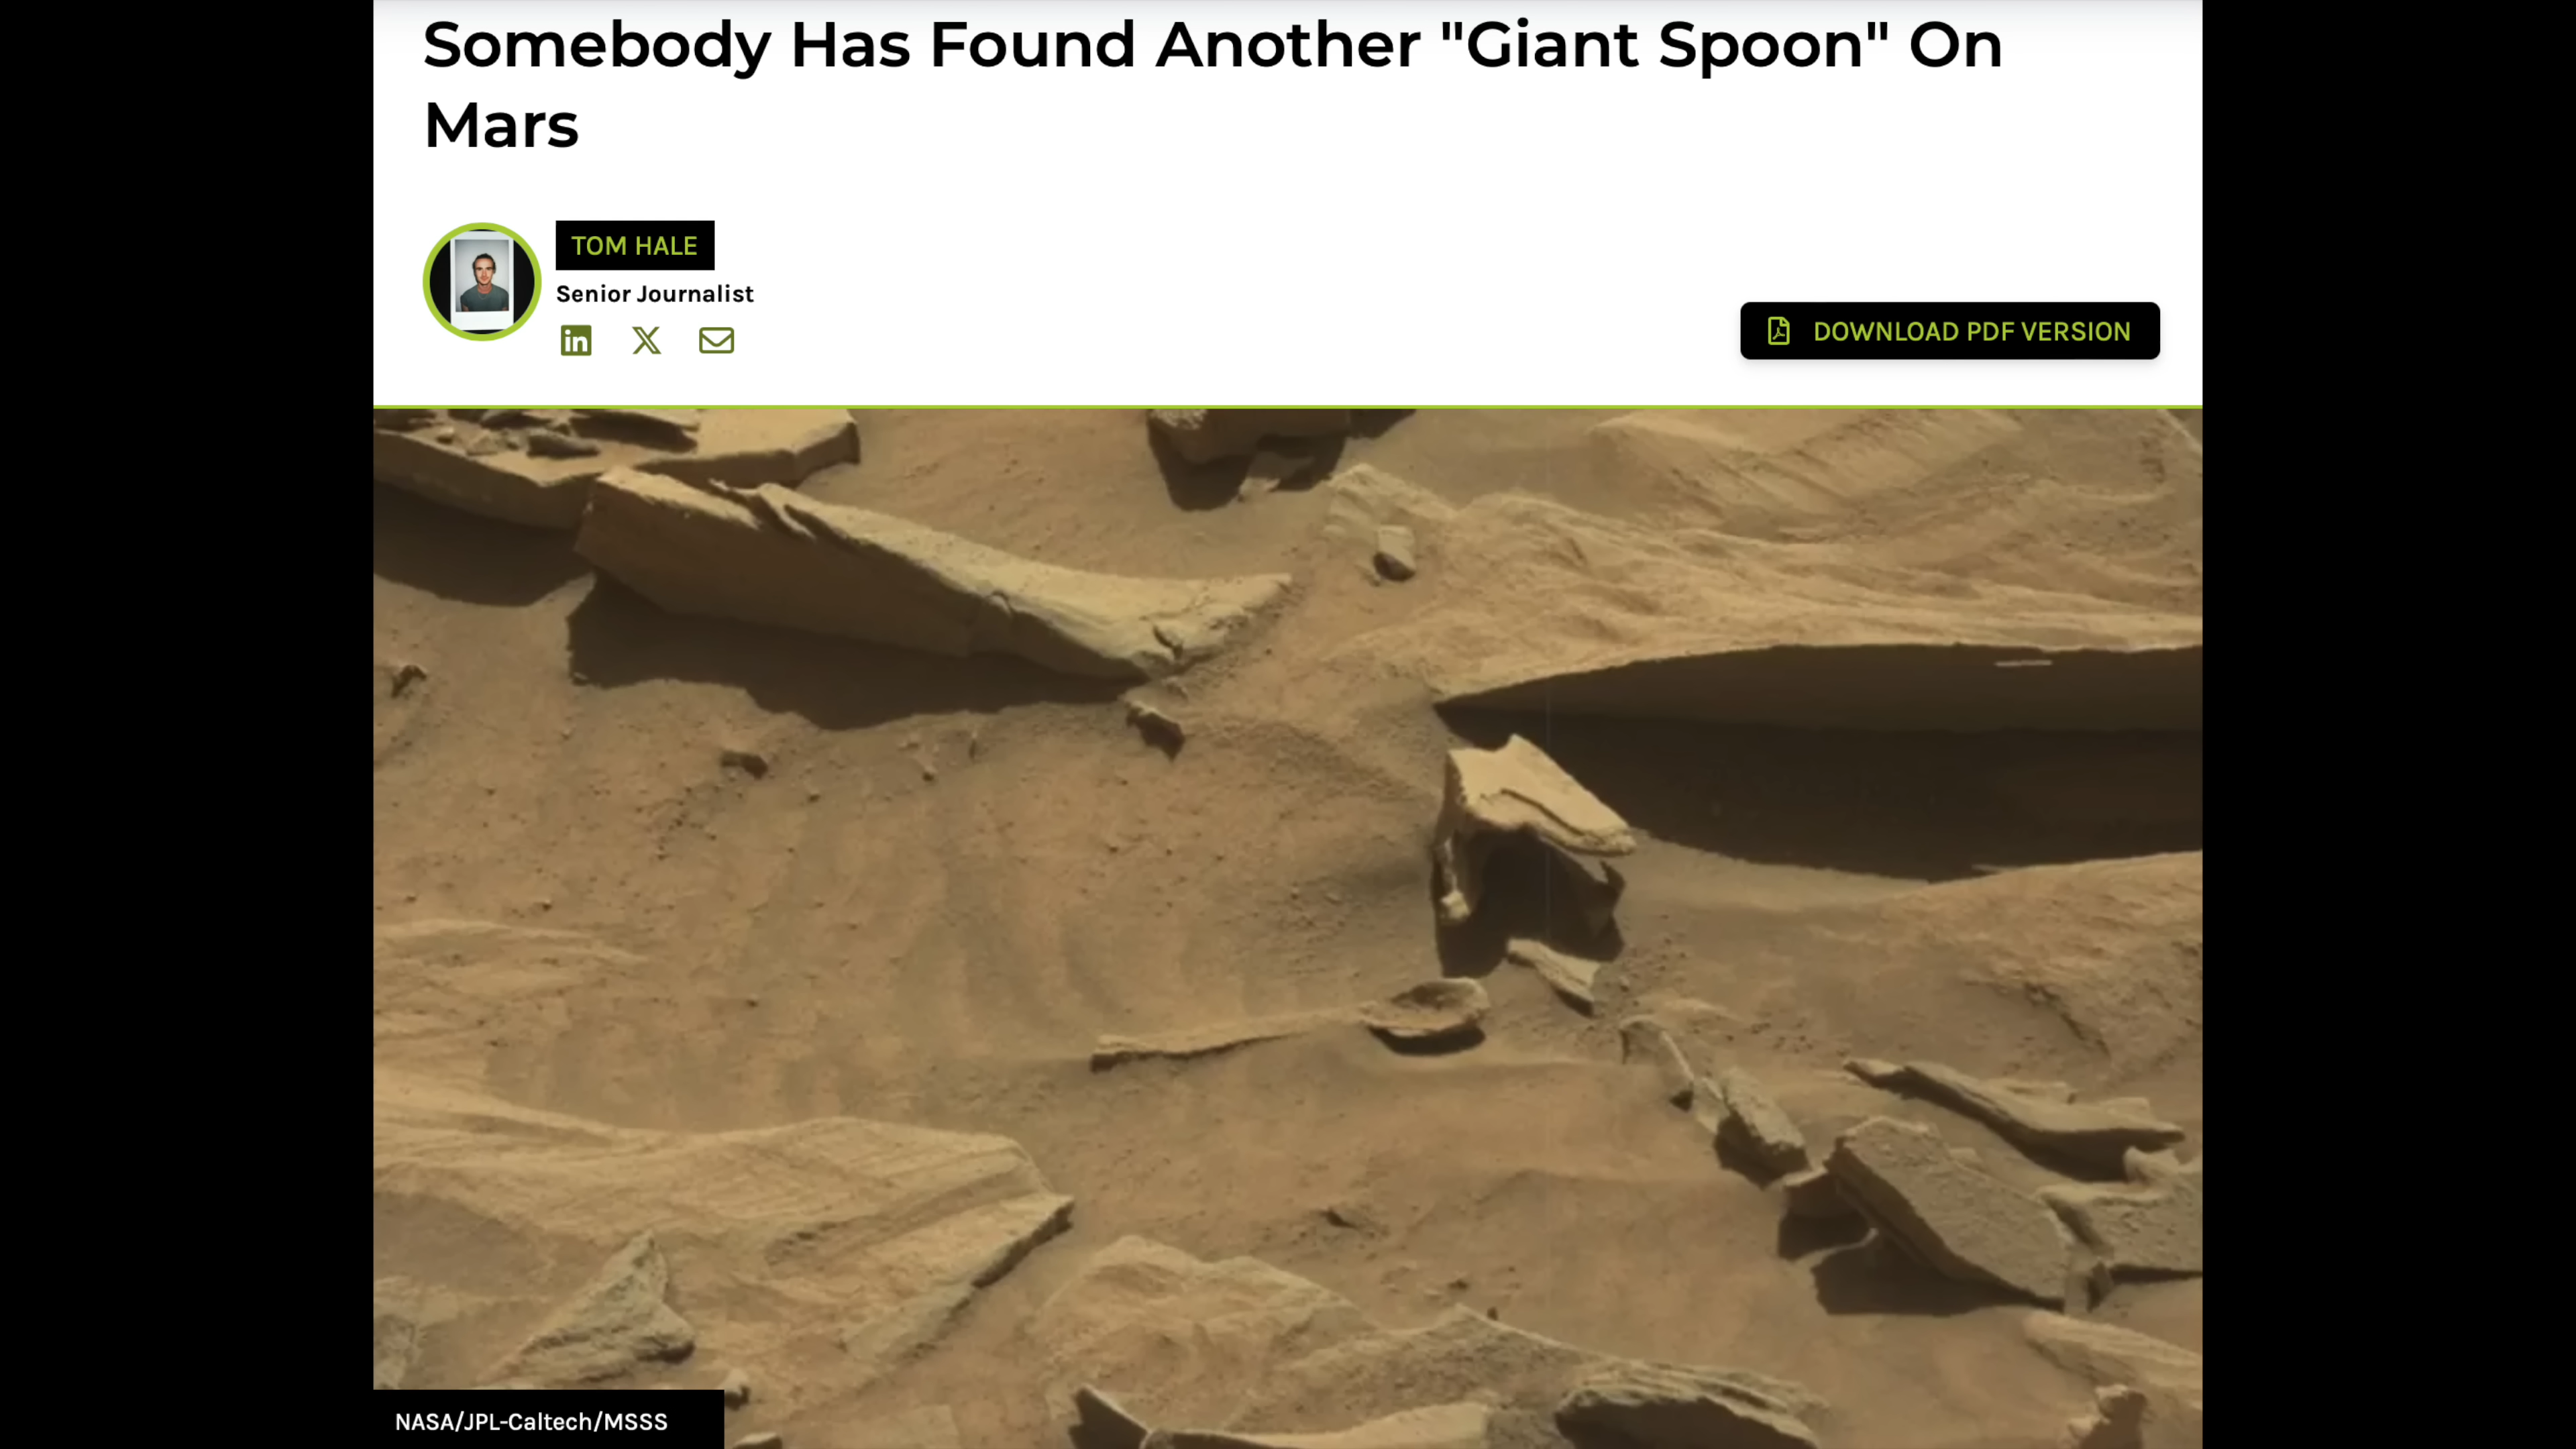 Somebody Has Found Another "Giant Spoon" On
Mars
TOM HALE
Senior Journalist
in
X
DOWNLOAD PDF VERSION
NASA/JPL-Caltech/MSSS